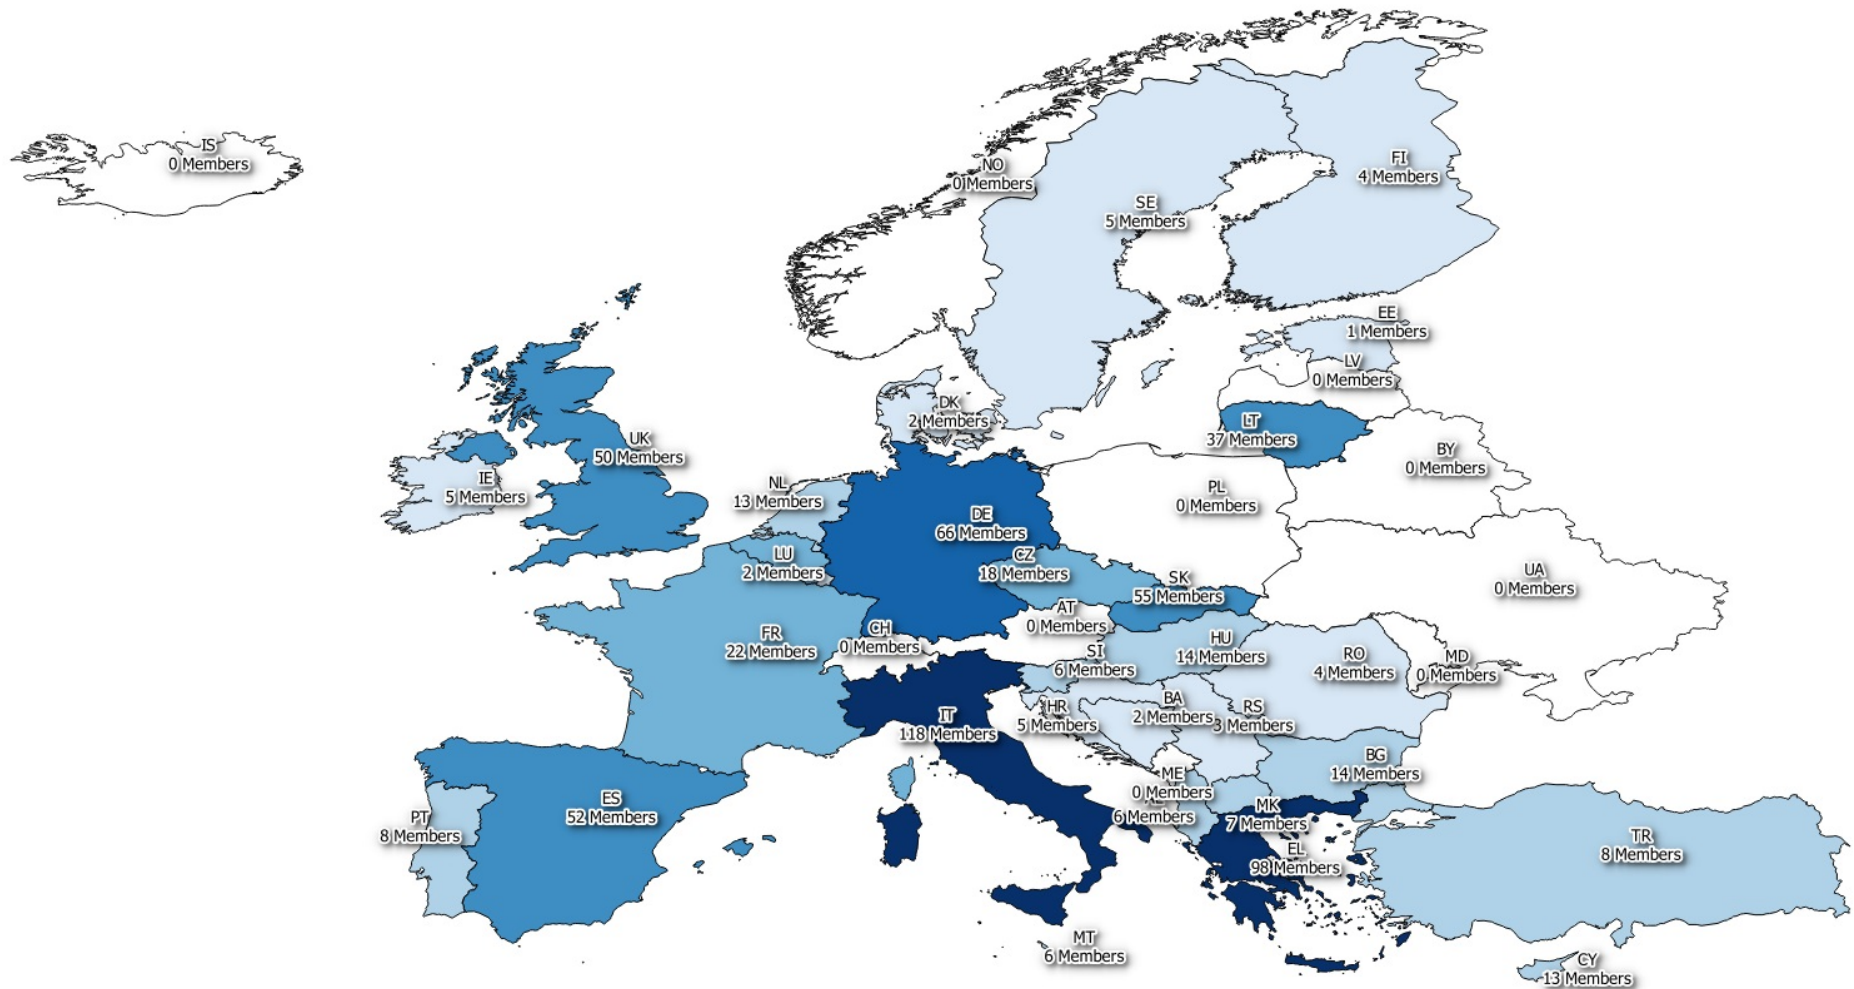 IS
0 Members
NO
0 Members
FI
4 Members
SE
5 Members
EE
1 Members
LV
0 Members
DK
2 Members
LT
37 Members
UK
50 Members
BY
0 Members
IE
5 Members
NL
13 Members
PL
0 Members
DE
66 Members
LU
2 Members
CZ
18 Members
SK
55 Members
UA
0 Members
AT
0 Members
FR
22 Members
CH
0 Members
HU
14 Members
SI
6 Members
RO
4 Members
MD
0 Members
BA
2 Members
RS
3 Members
HR
5 Members
IT
118 Members
BG
14 Members
ME
0 Members
6 Members
ES
52 Members
PT
8 Members
MK
7 Members
TR
8 Members
EL
98 Members
MT
6 Members
CY
13 Members